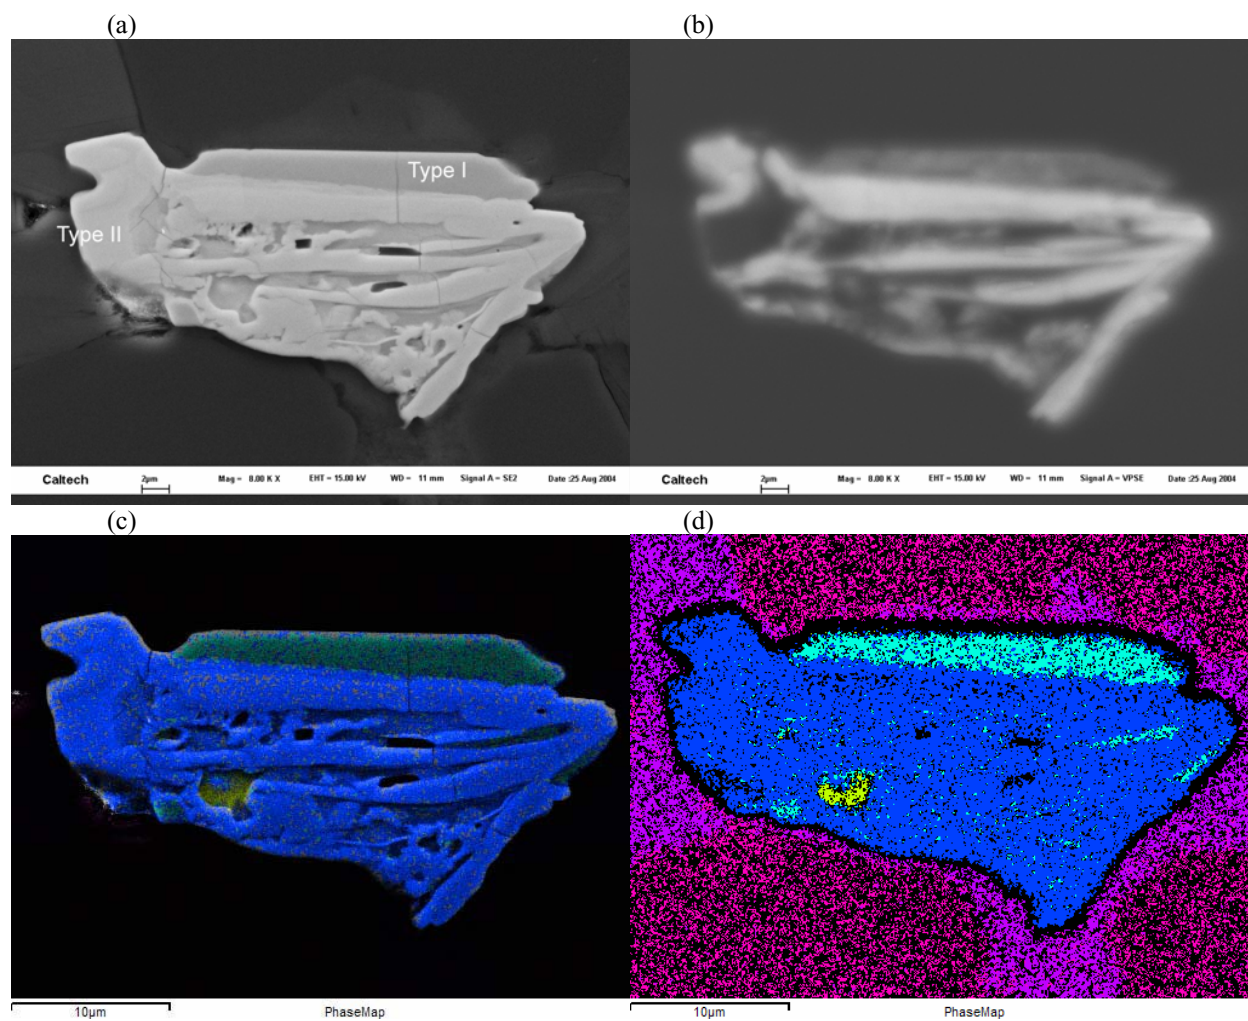 (a) (b)
Type I
Type II
Caltech 2µm Mag = 8.00 K X EHT = 15.00 kV WD = 11 mm Signal A = SE2 Date :25 Aug 2004
Caltech 2µm Mag = 8.00 K X EHT = 15.00 kV WD = 11 mm Signal A = VPSE Date :25 Aug 2004
(c) (d)
10µm PhaseMap
10µm PhaseMap